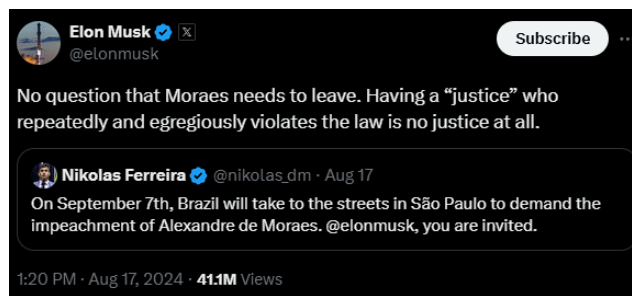 Elon Musk X
Subscribe
@elonmusk
No question that Moraes needs to leave. Having a “justice” who
repeatedly and egregiously violates the law is no justice at all.
Nikolas Ferreira @nikolas_dm · Aug 17
On September 7th, Brazil will take to the streets in São Paulo to demand the
impeachment of Alexandre de Moraes. @elonmusk, you are invited.
1:20 PM · Aug 17, 2024 · 41.1M Views